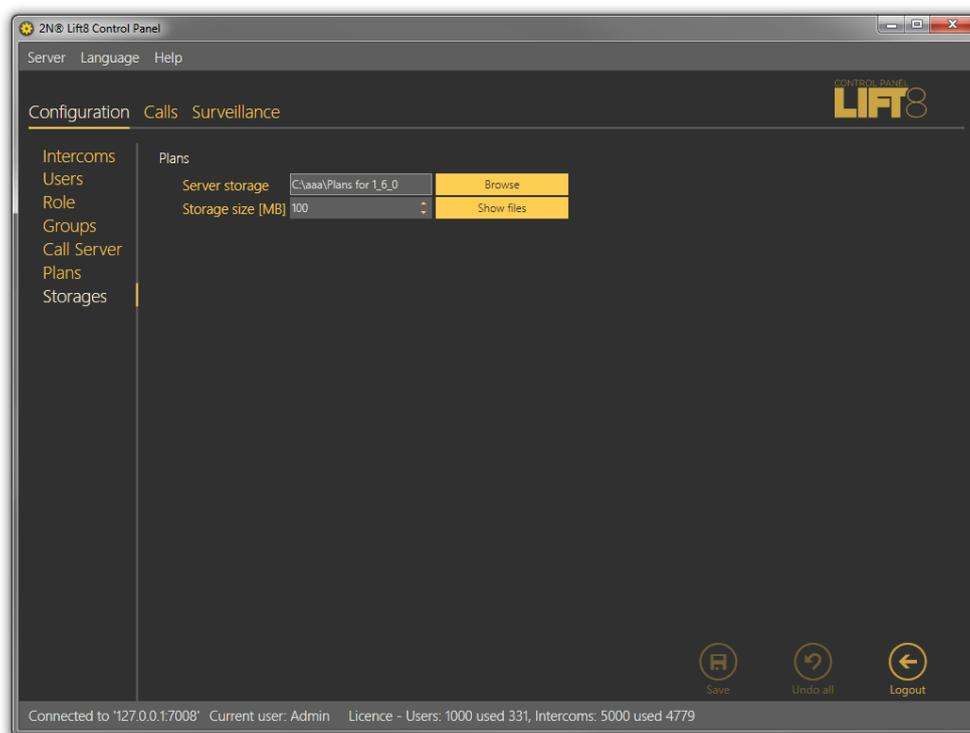 2N® Lift8 Control Panel
Server Language Help
CONTROL PANEL
LIFT8
Configuration Calls Surveillance
Intercoms
Users
Role
Groups
Call Server
Plans
Storages
Plans
Server storage C:\aaa\Plans for 1_6_0 Browse
Storage size [MB] 100 Show files
Save Undo all Logout
Connected to '127.0.0.1:7008' Current user: Admin Licence - Users: 1000 used 331, Intercoms: 5000 used 4779